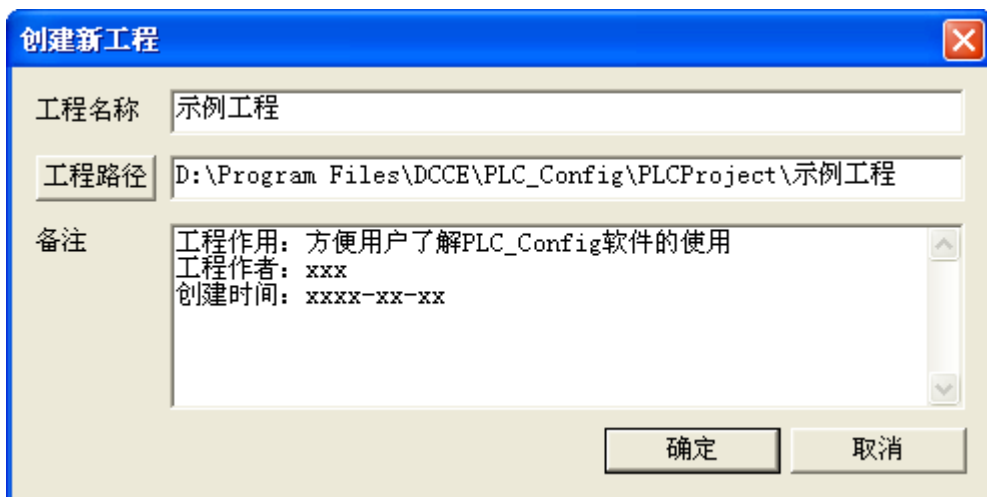 创建新工程
工程名称 示例工程
工程路径 D:\Program Files\DCCE\PLC_Config\PLCProject\示例工程
备注 工程作用：方便用户了解PLC_Config软件的使用
工程作者：xxx
创建时间：xxxx-xx-xx
确定 取消